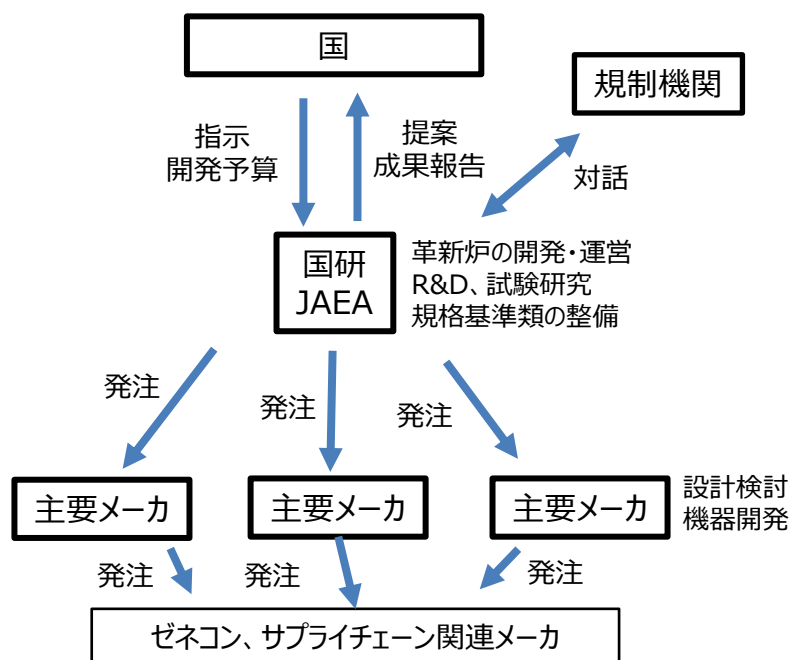 国
規制機関
指示
開発予算
提案
成果報告
対話
国研
JAEA
革新炉の開発・運営
R&D、試験研究
規格基準類の整備
発注
発注
発注
主要メーカ
主要メーカ
主要メーカ
設計検討
機器開発
発注
発注
発注
ゼネコン、サプライチェーン関連メーカ